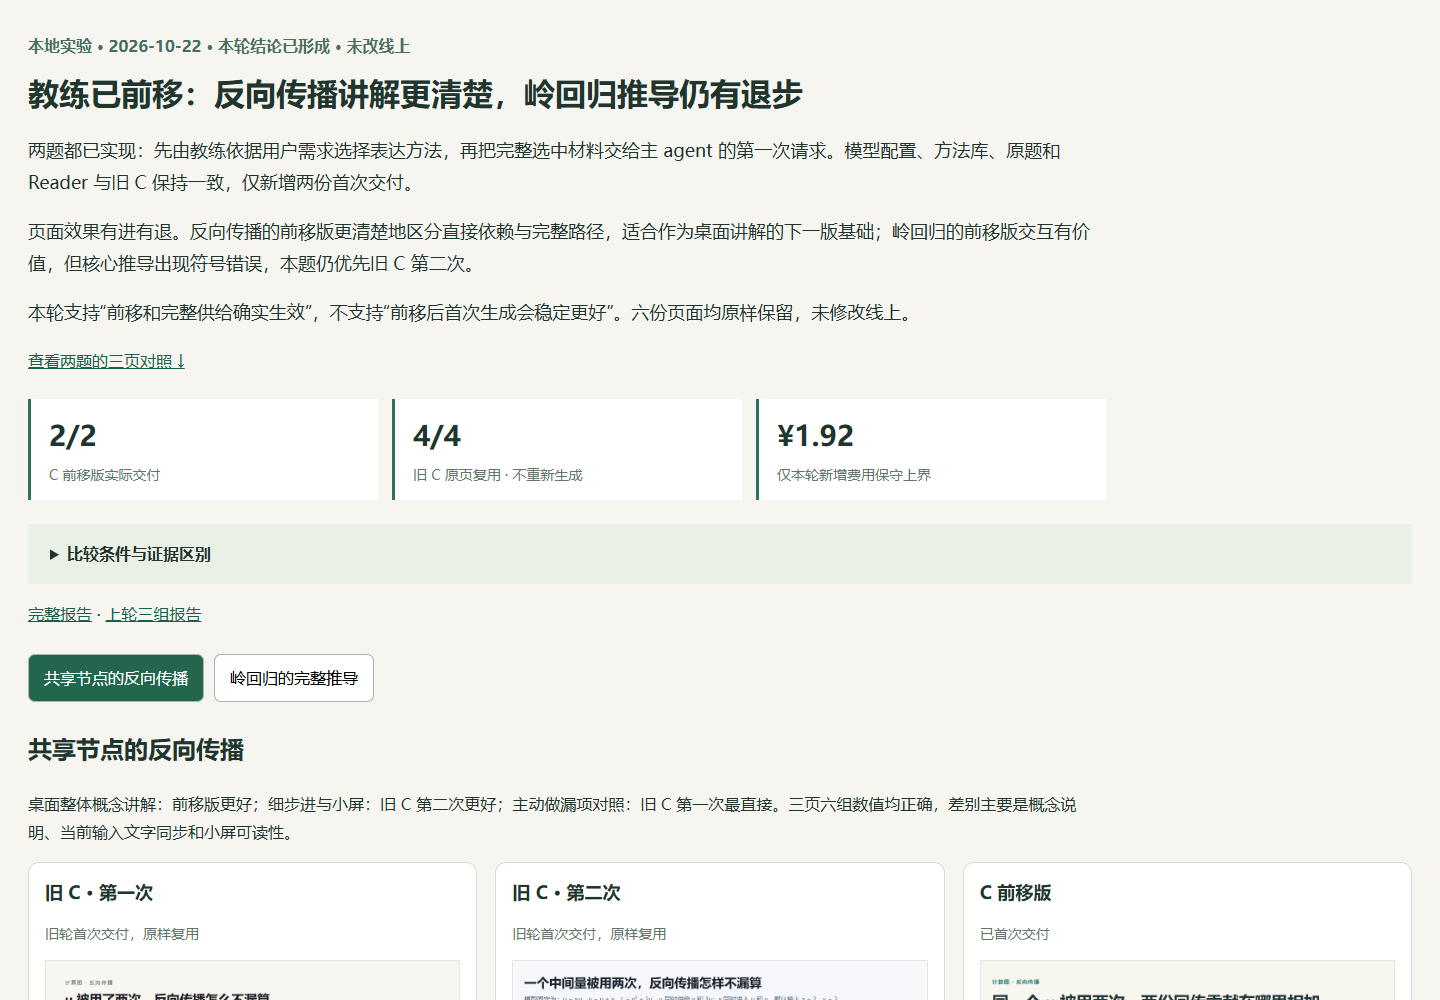 本地实验 • 2026-10-22 • 本轮结论已形成 • 未改线上
教练已前移：反向传播讲解更清楚，岭回归推导仍有退步
两题都已实现：先由教练依据用户需求选择表达方法，再把完整选中材料交给主 agent 的第一次请求。模型配置、方法库、原题和
Reader 与旧 C 保持一致，仅新增两份首次交付。
页面效果有进有退。反向传播的前移版更清楚地区分直接依赖与完整路径，适合作为桌面讲解的下一版基础；岭回归的前移版交互有价
值，但核心推导出现符号错误，本题仍优先旧 C 第二次。
本轮支持“前移和完整供给确实生效”，不支持“前移后首次生成会稳定更好”。六份页面均原样保留，未修改线上。
查看两题的三页对照 ↓
2/2
C 前移版实际交付
4/4
旧 C 原页复用 · 不重新生成
¥1.92
仅本轮新增费用保守上界
▶ 比较条件与证据区别
完整报告 · 上轮三组报告
共享节点的反向传播
岭回归的完整推导
共享节点的反向传播
桌面整体概念讲解：前移版更好；细步进与小屏：旧 C 第二次更好；主动做漏项对照：旧 C 第一次最直接。三页六组数值均正确，差别主要是概念说
明、当前输入文字同步和小屏可读性。
旧 C · 第一次
旧轮首次交付，原样复用
计算图 · 反向传播
旧 C · 第二次
旧轮首次交付，原样复用
一个中间量被用两次，反向传播怎样不漏算
C 前移版
已首次交付
计算图 · 反向传播